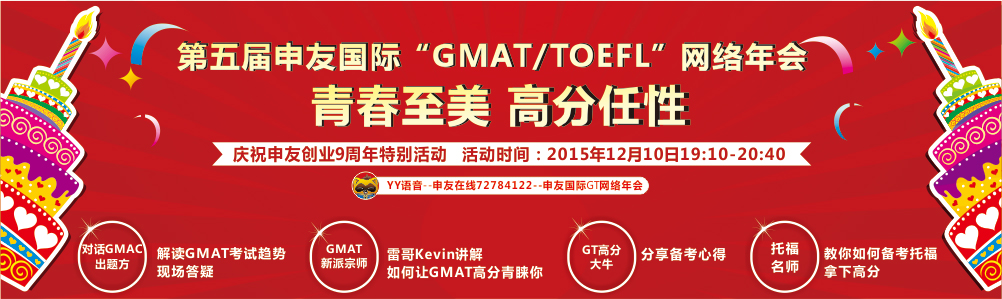 第五届申友国际“GMAT/TOEFL”网络年会
青春至美 高分任性
庆祝申友创业9周年特别活动 活动时间：2015年12月10日19:10-20:40
YY语音--申友在线72784122--申友国际GT网络年会
对话GMAC
出题方
解读GMAT考试趋势
现场答疑
GMAT
新派宗师
雷哥Kevin讲解
如何让GMAT高分青睐你
GT高分
大牛
分享备考心得
托福
名师
教你如何备考托福
拿下高分